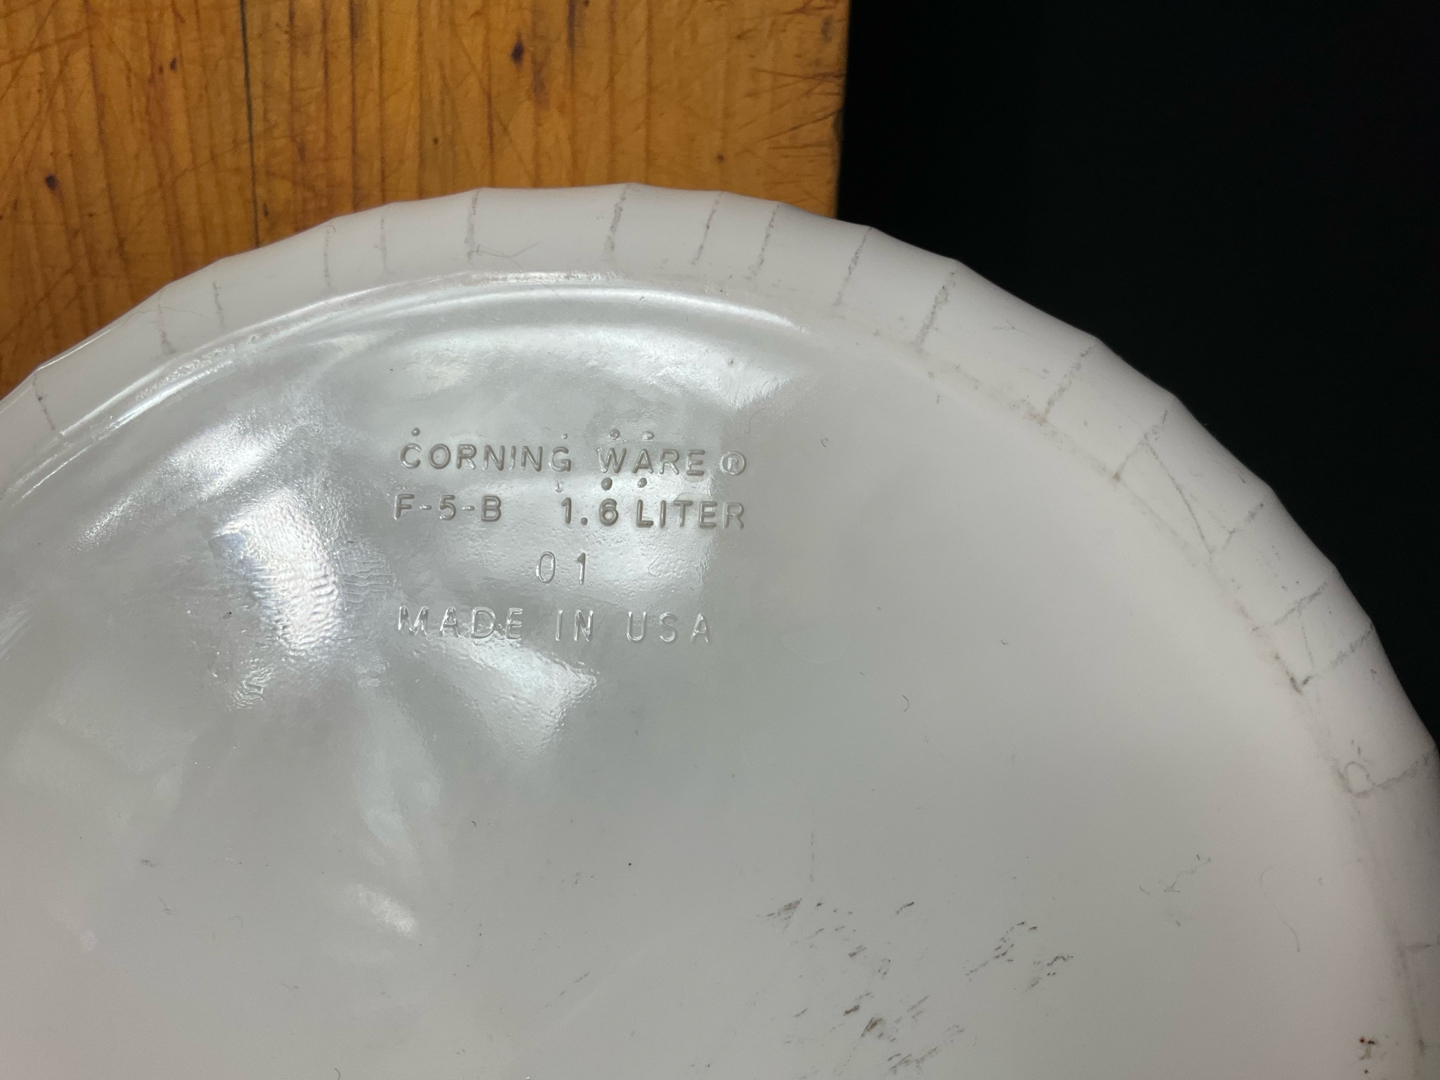 CORNING WARE ®
F-5-B 1.6 LITER
01
MADE IN USA